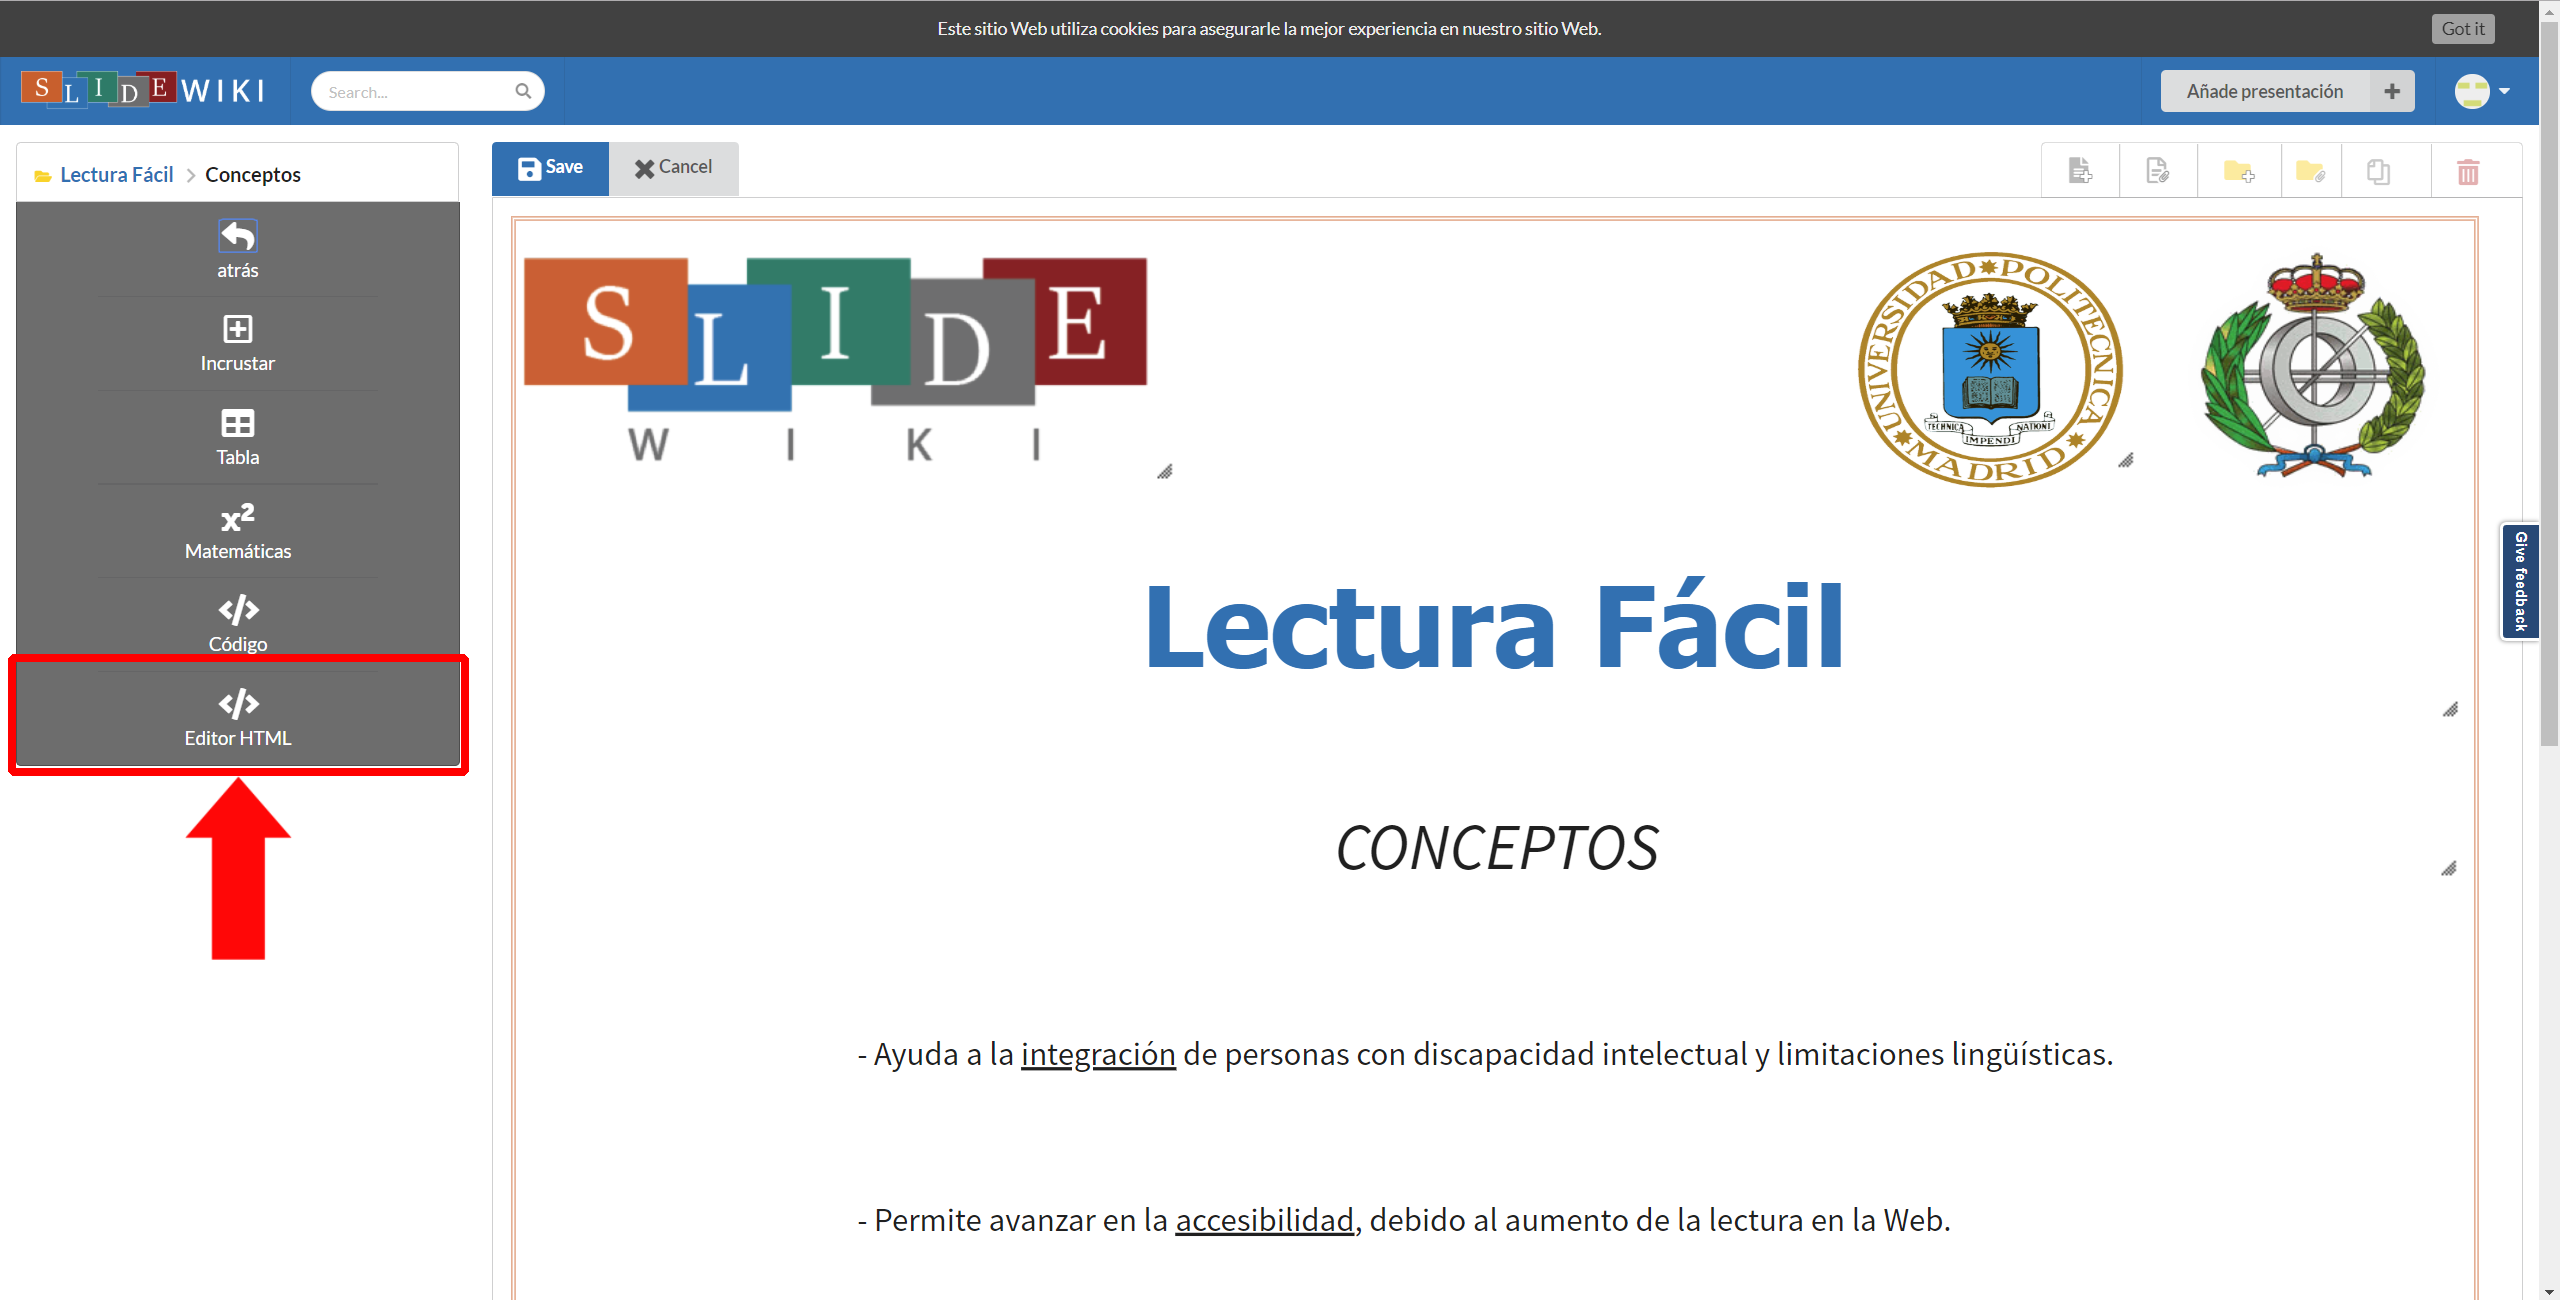 Este sitio Web utiliza cookies para asegurarle la mejor experiencia en nuestro sitio Web.
Got it
SLIDEWIKI
Search...
Añade presentación
Lectura Fácil > Conceptos
Save
Cancel
atrás
Incrustar
Tabla
Matemáticas
Código
Editor HTML
SLIDE
WIKI
UNIVERSIDAD POLITECNICA
MADRID
TECHNICA IMPENDI NATIONI
Give feedback
Lectura Fácil
CONCEPTOS
- Ayuda a la integración de personas con discapacidad intelectual y limitaciones lingüísticas.
- Permite avanzar en la accesibilidad, debido al aumento de la lectura en la Web.